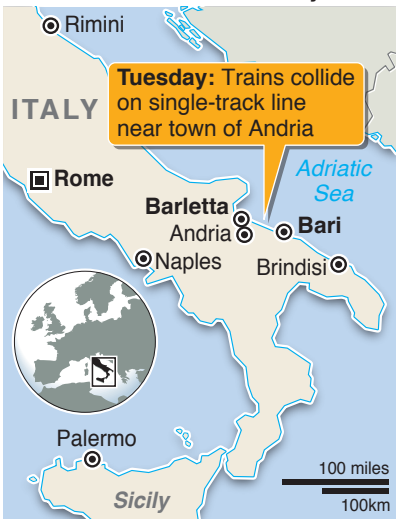 Rimini
Tuesday: Trains collide
on single-track line
near town of Andria
ITALY
Adriatic
Sea
Rome
Barletta
Bari
Andria
Naples
Brindisi
Palermo
100 miles
100km
Sicily